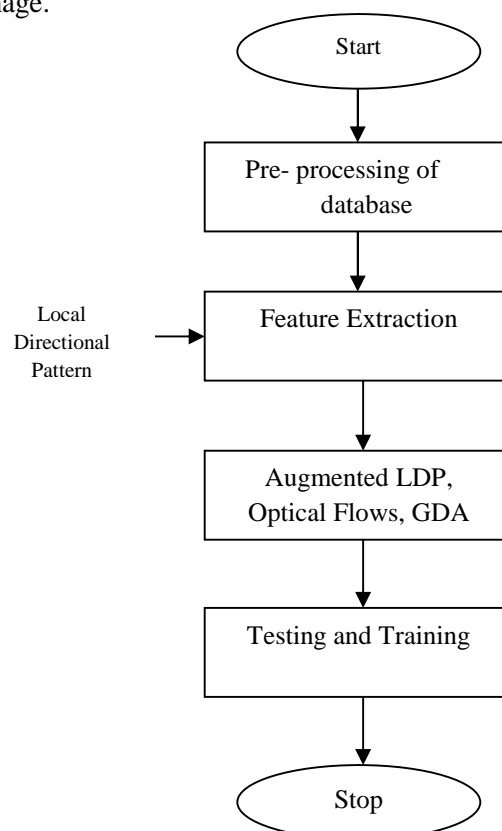 Start
Pre- processing of
database
Local
Directional
Pattern
Feature Extraction
Augmented LDP,
Optical Flows, GDA
Testing and Training
Stop